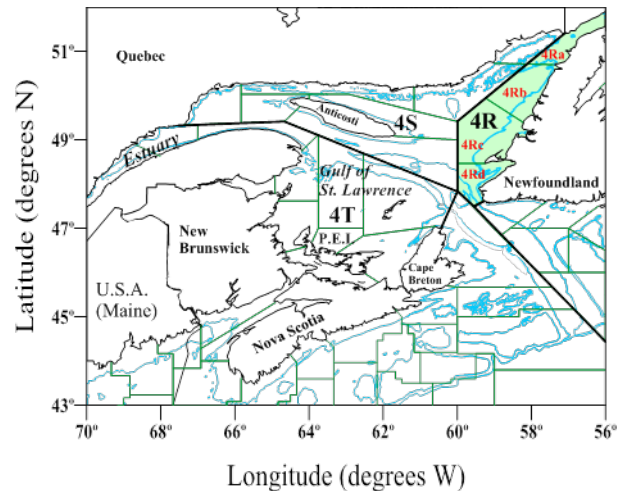 Latitude (degrees N)
51°
49°
47°
45°
43°
Quebec
4Ra
4Rb
Anticosti
4S
4R
4Rc
Estuary
4Rd
Gulf of
St. Lawrence
Newfoundland
4T
New
Brunswick
P.E.I.
Cape
Breton
U.S.A.
(Maine)
Nova Scotia
70° 68° 66° 64° 62° 60° 58° 56°
Longitude (degrees W)